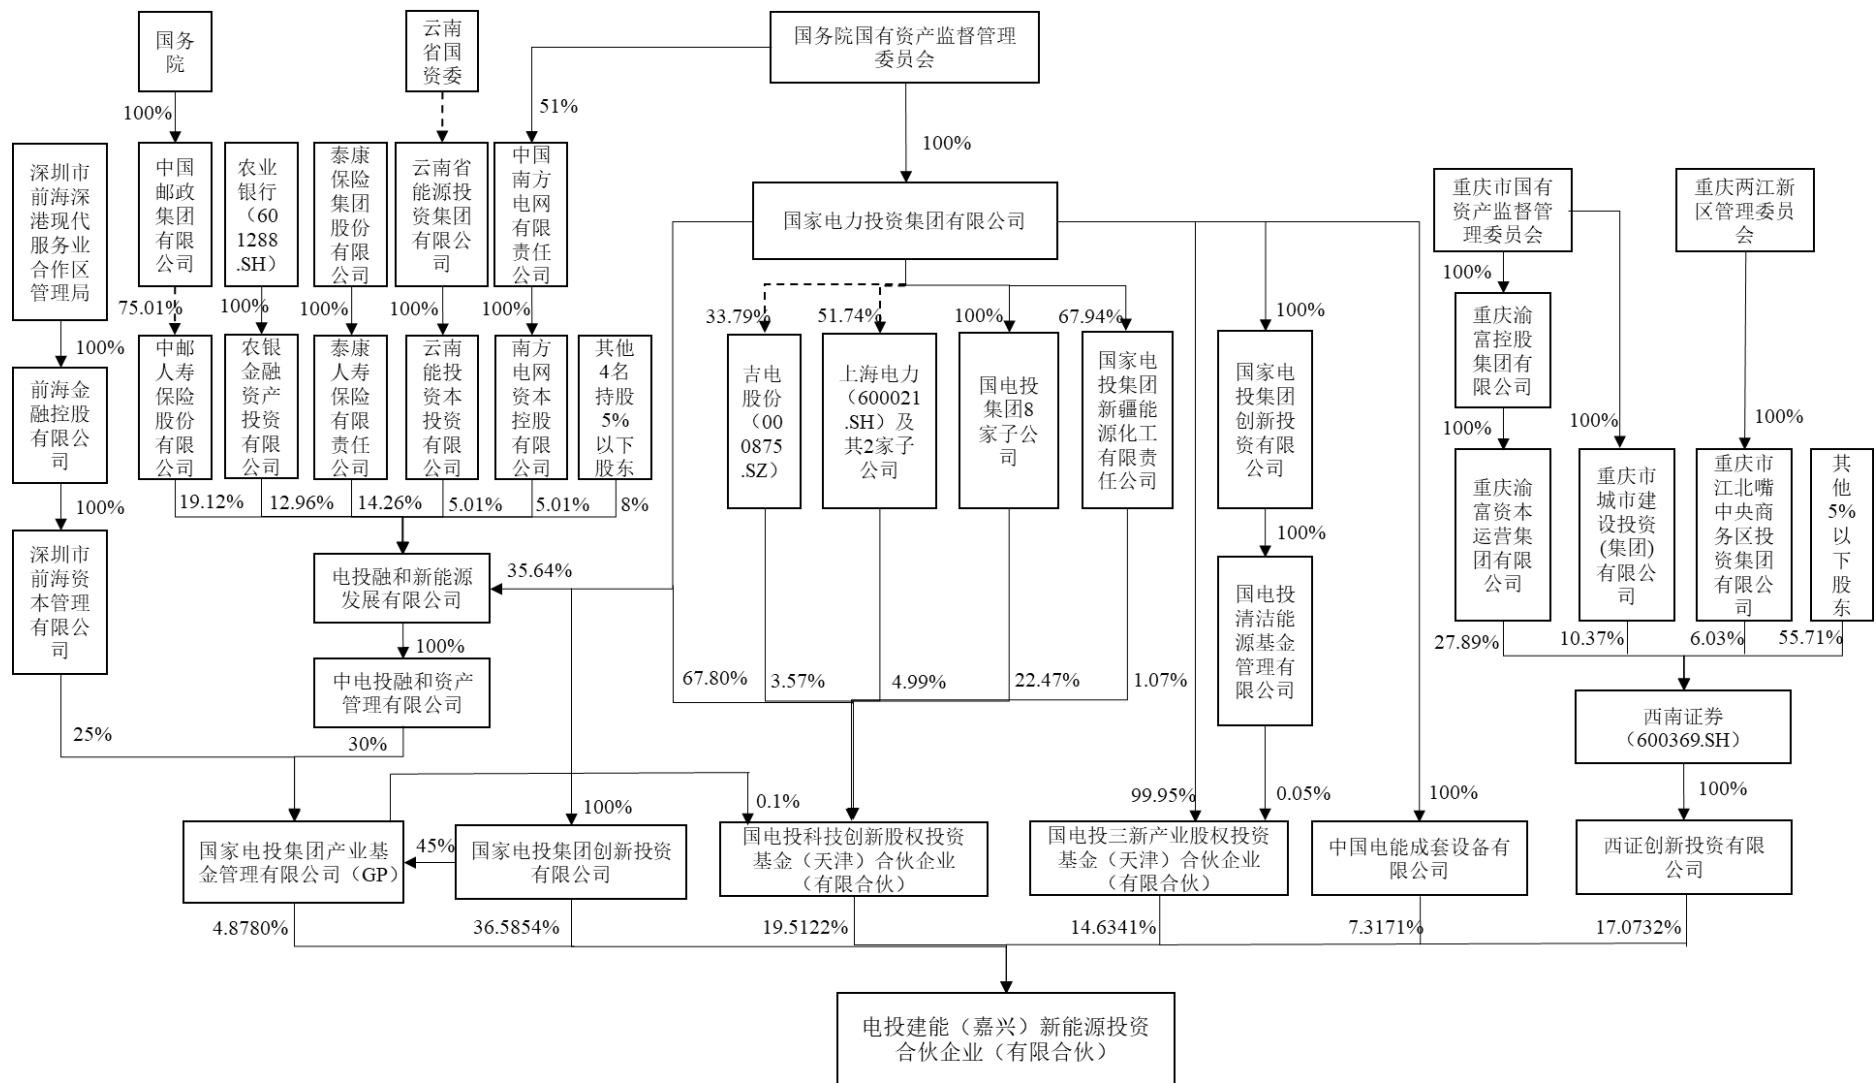 国务
院
云南
省国
资委
国务院国有资产监督管理
委员会
100%
51%
100%
深圳市
前海深
港现代
服务业
合作区
管理局
中国
邮政
集团
有限
公司
农业
银行
（60
1288
.SH）
泰康
保险
集团
股份
有限
公司
云南省
能源投
资集团
有限公
司
中国
南方
电网
有限
责任
公司
国家电力投资集团有限公司
重庆市国有
资产监督管
理委员会
重庆两江新
区管理委员
会
75.01%
100%
100%
100%
100%
33.79%
51.74%
100%
67.94%
100%
100%
100%
中邮
人寿
保险
股份
有限
公司
农银
金融
资产
投资
有限
公司
泰康
人寿
保险
有限
责任
公司
云南
能投
资本
投资
有限
公司
南方
电网
资本
控股
有限
公司
其他
4名
持股
5%
以下
股东
吉电
股份
（00
0875
.SZ）
上海电力
（600021
.SH）及
其2家子
公司
国电投
集团8
家子公
司
国家电
投集团
新疆能
源化工
有限责
任公司
国家电
投集团
创新投
资有限
公司
重庆渝
富控股
集团有
限公司
100%
前海金
融控股
有限公
司
100%
100%
100%
重庆渝
富资本
运营集
团有限
公司
重庆市
城市建
设投资
(集团)
有限公
司
重庆市
江北嘴
中央商
务区投
资集团
有限公
司
其
他
5%
以
下
股
东
19.12%
12.96%
14.26%
5.01%
5.01%
8%
100%
100%
深圳市
前海资
本管理
有限公
司
电投融和新能源
发展有限公司
35.64%
国电投
清洁能
源基金
管理有
限公司
100%
27.89%
10.37%
6.03%
55.71%
中电投融和资产
管理有限公司
67.80%
3.57%
4.99%
22.47%
1.07%
西南证券
（600369.SH）
25%
30%
100%
0.1%
100%
99.95%
0.05%
100%
国家电投集团产业基
金管理有限公司（GP）
45%
国家电投集团创新投资
有限公司
国电投科技创新股权投资
基金（天津）合伙企业
（有限合伙）
国电投三新产业股权投资
基金（天津）合伙企业
（有限合伙）
中国电能成套设备有
限公司
西证创新投资有限
公司
4.8780%
36.5854%
19.5122%
14.6341%
7.3171%
17.0732%
电投建能（嘉兴）新能源投资
合伙企业（有限合伙）